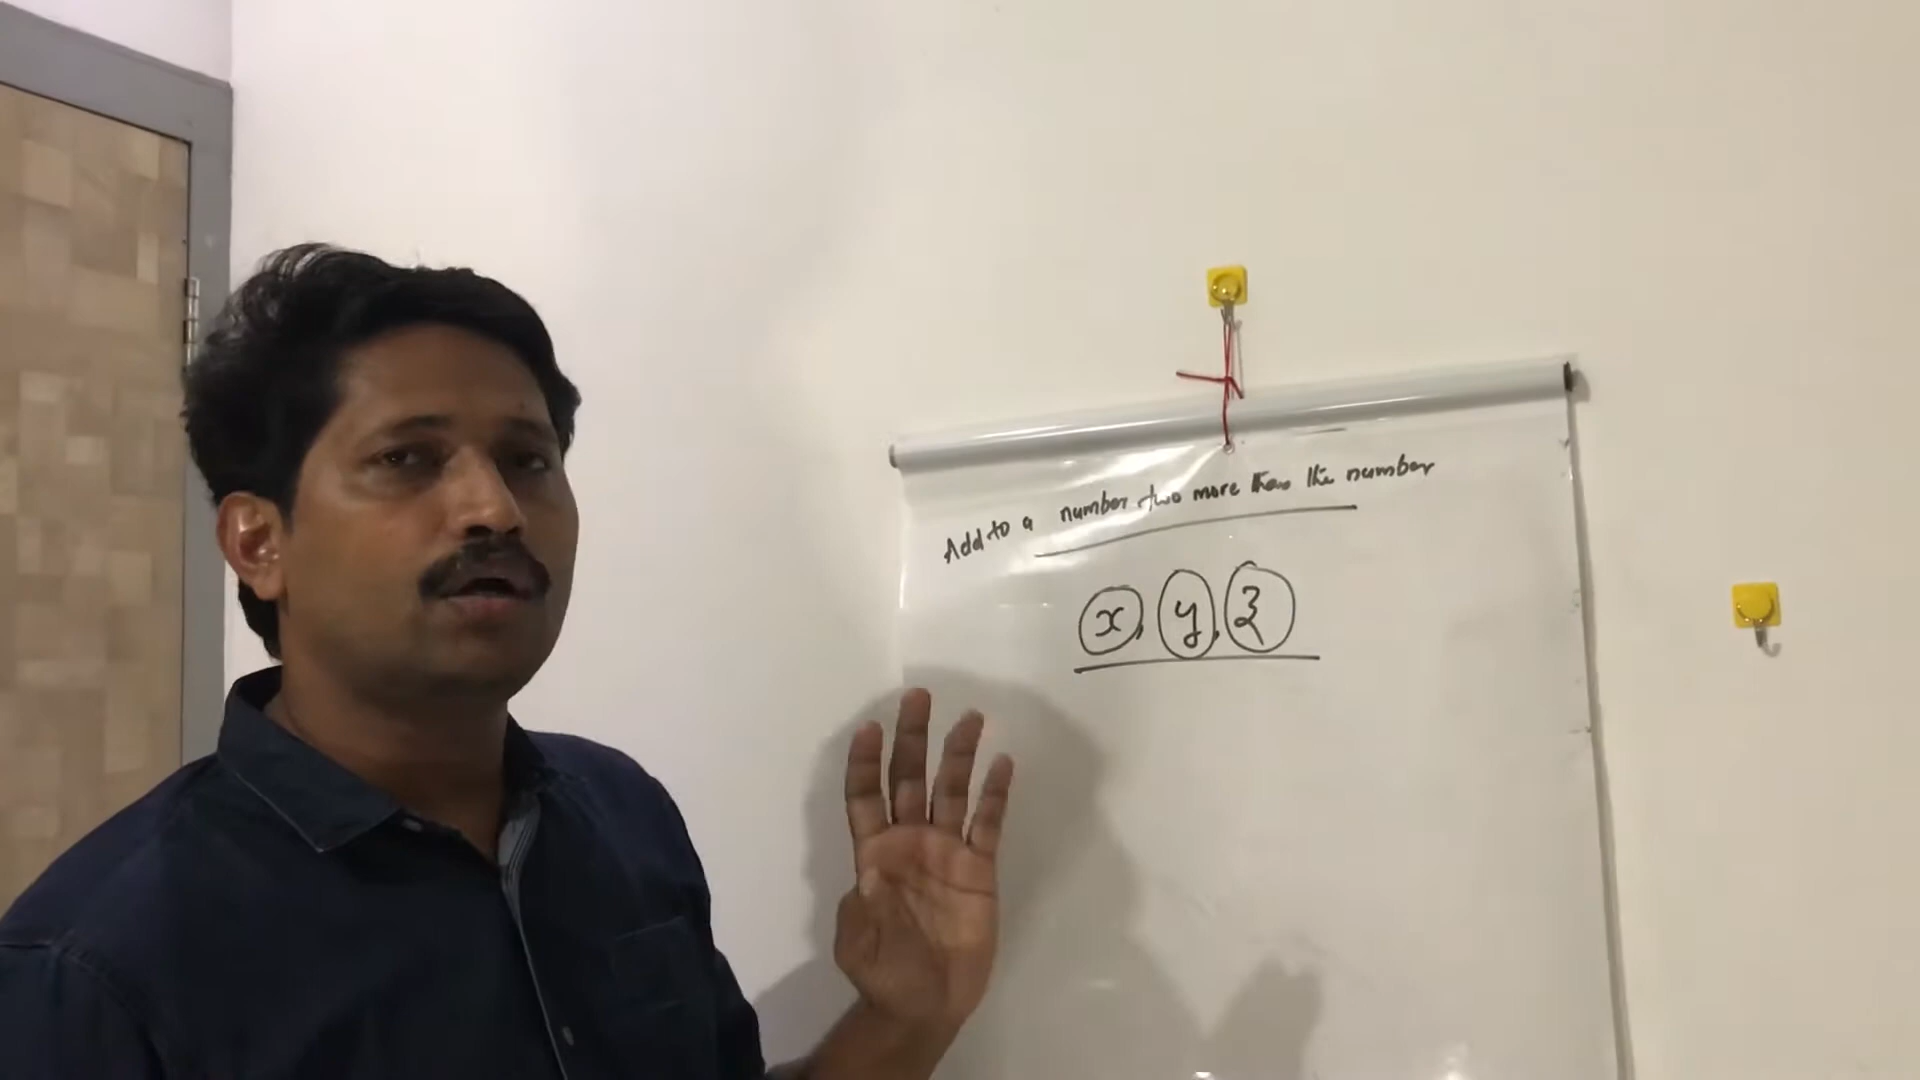 Add to a number two more than the number
x, y, z